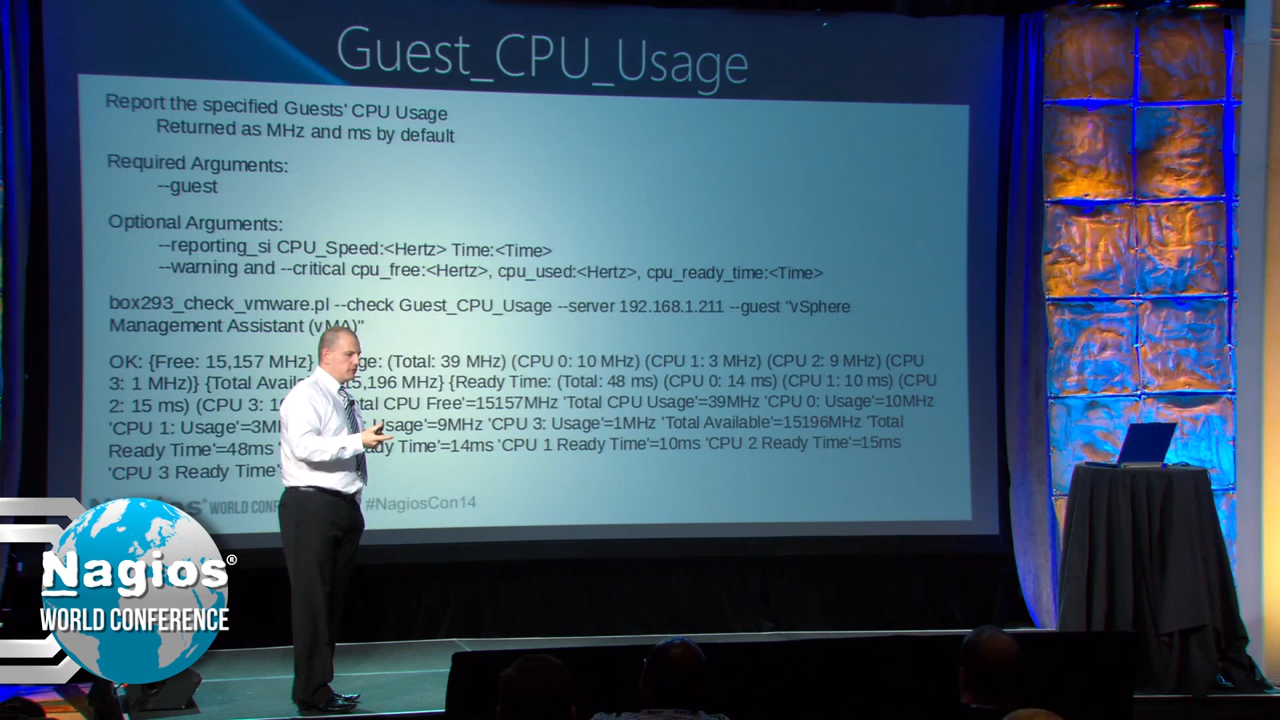 Guest_CPU_Usage
Report the specified Guests' CPU Usage
Returned as MHz and ms by default
Required Arguments:
--guest
Optional Arguments:
--reporting_si CPU_Speed:<Hertz> Time:<Time>
--warning and --critical cpu_free:<Hertz>, cpu_used:<Hertz>, cpu_ready_time:<Time>
box293_check_vmware.pl --check Guest_CPU_Usage --server 192.168.1.211 --guest "vSphere
Management Assistant (vMA)"
OK: {Free: 15,157 MHz} (Total: 39 MHz) (CPU 0: 10 MHz) (CPU 1: 3 MHz) (CPU 2: 9 MHz) (CPU
3: 1 MHz)} {Total 5,196 MHz} {Ready Time: (Total: 48 ms) (CPU 0: 14 ms) (CPU 1: 10 ms) (CPU
2: 15 ms) (CPU 3: CPU Free'=15157MHz 'Total CPU Usage'=39MHz 'CPU 0: Usage'=10MHz
'CPU 1: Usage'=9MHz 'CPU 3: Usage'=1MHz 'Total Available'=15196MHz 'Total
Ready Time'=48ms Time'=14ms 'CPU 1 Ready Time'=10ms 'CPU 2 Ready Time'=15ms
'CPU 3 Ready Time'
WORLD #NagiosCon14
Nagios®
WORLD CONFERENCE